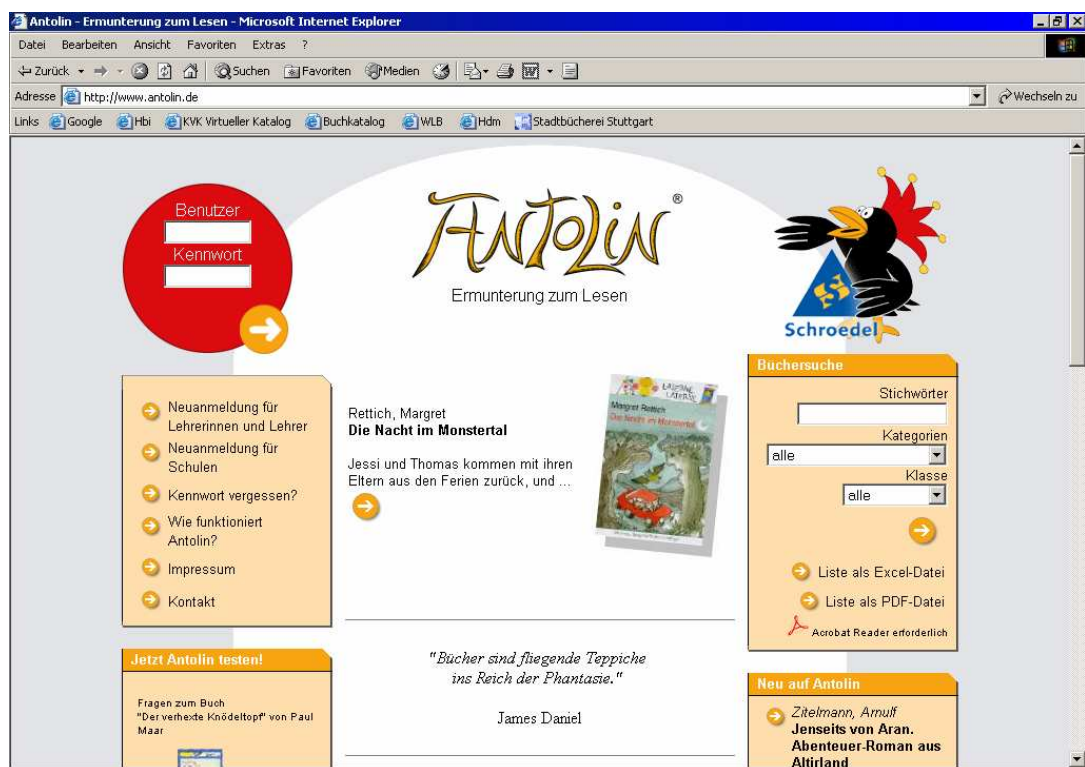 Antolin - Ermunterung zum Lesen - Microsoft Internet Explorer
Datei Bearbeiten Ansicht Favoriten Extras ?
Zurück Suchen Favoriten Medien
Adresse http://www.antolin.de Wechseln zu
Links Google Hbi KVK Virtueller Katalog Buchkatalog WLB Hdm Stadtbücherei Stuttgart
Benutzer
Kennwort
ANTOLIN®
Ermunterung zum Lesen
S
Schroedel
Neuanmeldung für
Lehrerinnen und Lehrer
Neuanmeldung für
Schulen
Kennwort vergessen?
Wie funktioniert
Antolin?
Impressum
Kontakt
Rettich, Margret
Die Nacht im Monstertal
Jessi und Thomas kommen mit ihren
Eltern aus den Ferien zurück, und ...
Margret Rettich
Die Nacht im Monstertal
Büchersuche
Stichwörter
Kategorien
alle
Klasse
alle
Liste als Excel-Datei
Liste als PDF-Datei
Acrobat Reader erforderlich
Jetzt Antolin testen!
Fragen zum Buch
"Der verhexte Knödeltopf" von Paul
Maar
"Bücher sind fliegende Teppiche
ins Reich der Phantasie."
James Daniel
Neu auf Antolin
Zitelmann, Arnulf
Jenseits von Aran.
Abenteuer-Roman aus
Altirland